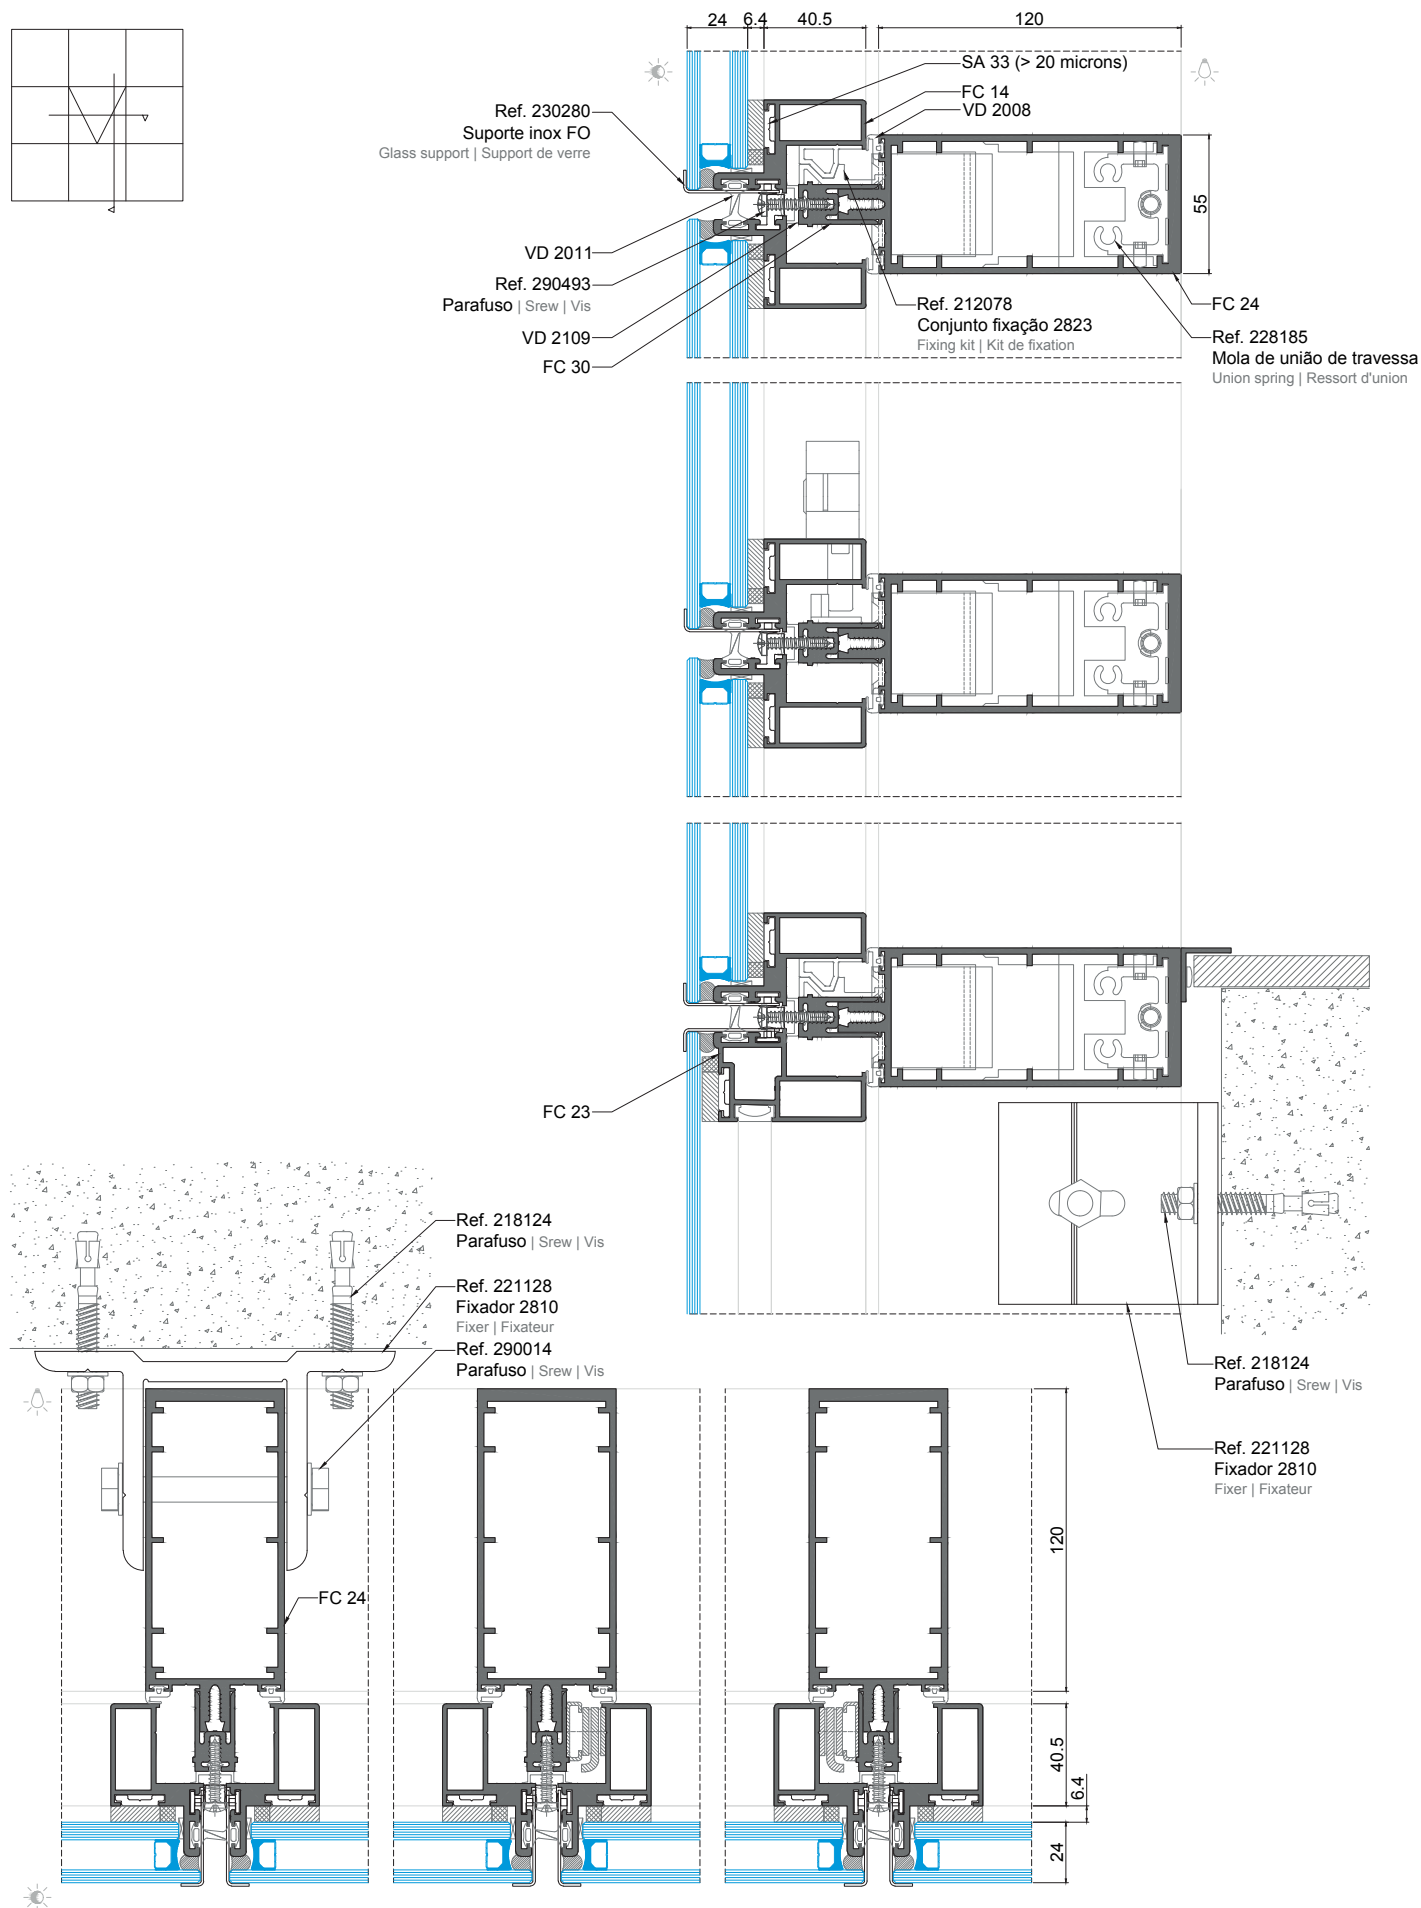 24 6.4 40.5 120
SA 33 (> 20 microns)
FC 14
VD 2008
Ref. 230280
Suporte inox FO
Glass support | Support de verre
55
VD 2011
Ref. 290493
Parafuso | Srew | Vis
VD 2109
FC 30
Ref. 212078
Conjunto fixação 2823
Fixing kit | Kit de fixation
FC 24
Ref. 228185
Mola de união de travessa
Union spring | Ressort d'union
FC 23
Ref. 218124
Parafuso | Srew | Vis
Ref. 221128
Fixador 2810
Fixer | Fixateur
Ref. 290014
Parafuso | Srew | Vis
Ref. 218124
Parafuso | Srew | Vis
Ref. 221128
Fixador 2810
Fixer | Fixateur
FC 24
120
40.5
6.4
24